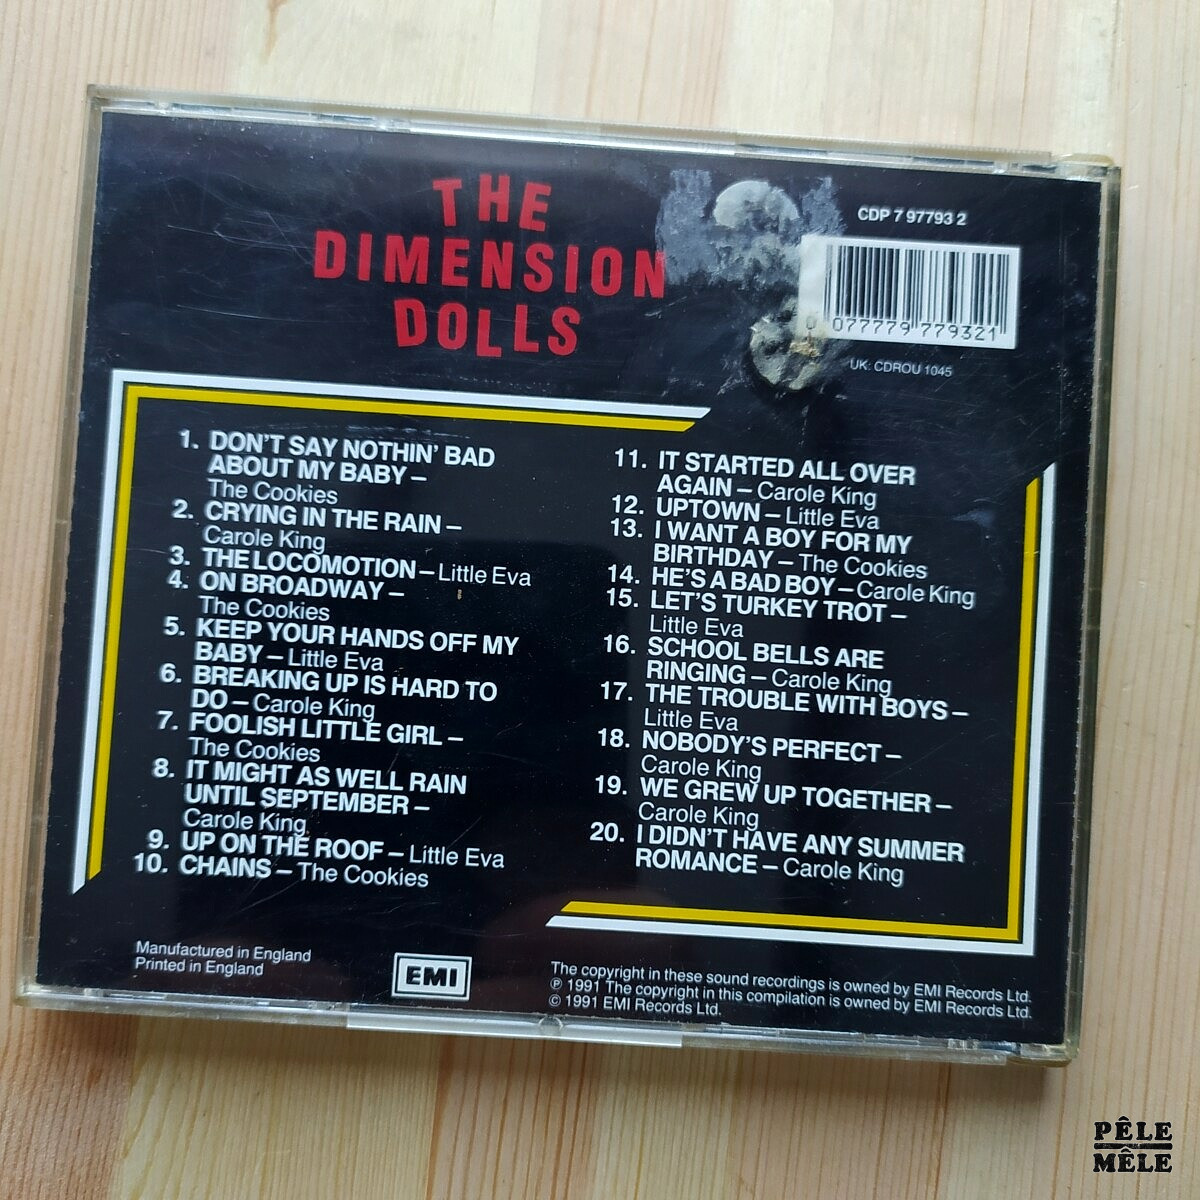 THE
DIMENSION
DOLLS
CDP 7 97793 2
0 077779 779321
UK: CDROU 1045
1. DON'T SAY NOTHIN' BAD
ABOUT MY BABY –
The Cookies
2. CRYING IN THE RAIN –
Carole King
3. THE LOCOMOTION – Little Eva
4. ON BROADWAY –
The Cookies
5. KEEP YOUR HANDS OFF MY
BABY – Little Eva
6. BREAKING UP IS HARD TO
DO – Carole King
7. FOOLISH LITTLE GIRL –
The Cookies
8. IT MIGHT AS WELL RAIN
UNTIL SEPTEMBER –
Carole King
9. UP ON THE ROOF – Little Eva
10. CHAINS – The Cookies
11. IT STARTED ALL OVER
AGAIN – Carole King
12. UPTOWN – Little Eva
13. I WANT A BOY FOR MY
BIRTHDAY – The Cookies
14. HE'S A BAD BOY – Carole King
15. LET'S TURKEY TROT –
Little Eva
16. SCHOOL BELLS ARE
RINGING – Carole King
17. THE TROUBLE WITH BOYS –
Little Eva
18. NOBODY'S PERFECT –
Carole King
19. WE GREW UP TOGETHER –
Carole King
20. I DIDN'T HAVE ANY SUMMER
ROMANCE – Carole King
Manufactured in England
Printed in England
EMI
The copyright in these sound recordings is owned by EMI Records Ltd.
℗ 1991 The copyright in this compilation is owned by EMI Records Ltd.
© 1991 EMI Records Ltd.
PÊLE
MÊLE